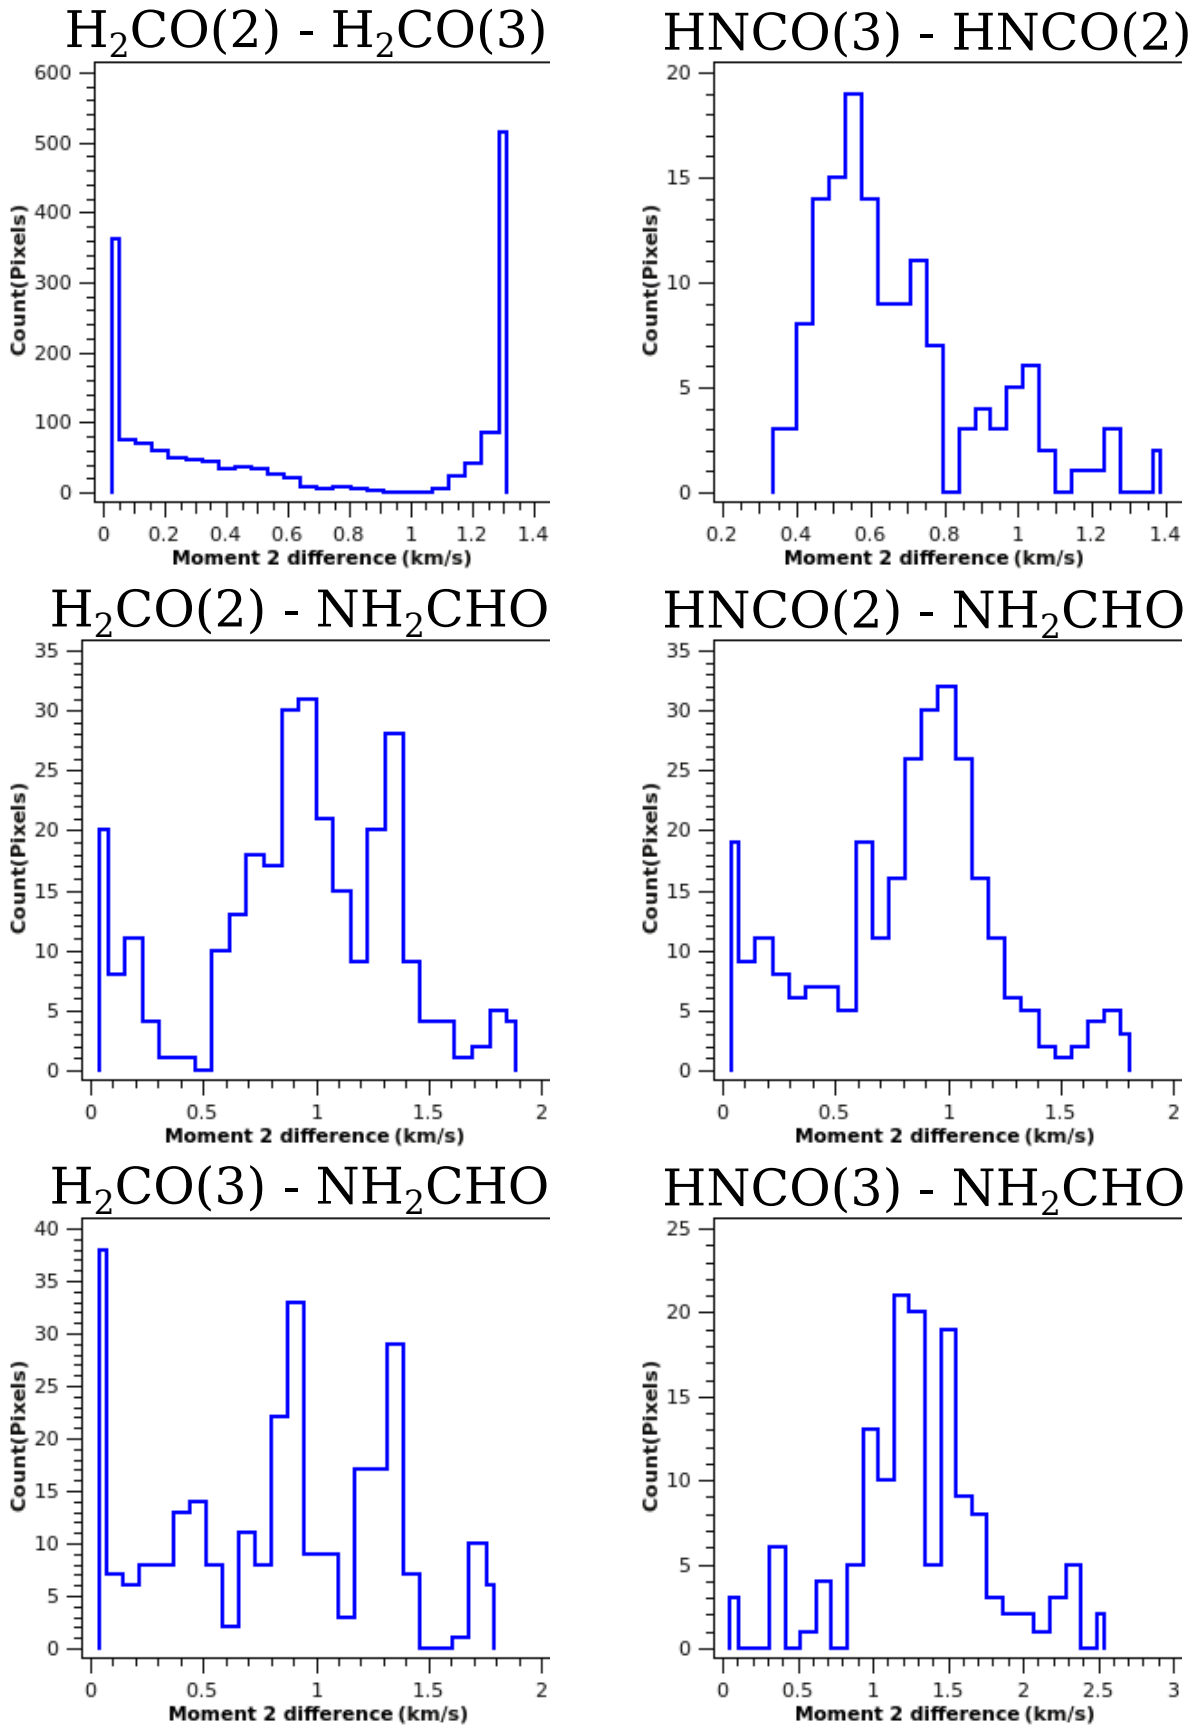 H₂CO(2) - H₂CO(3)
600
500
400
300
200
100
0
Count(Pixels)
0 0.2 0.4 0.6 0.8 1 1.2 1.4
Moment 2 difference (km/s)
HNCO(3) - HNCO(2)
20
15
10
5
0
Count(Pixels)
0.2 0.4 0.6 0.8 1 1.2 1.4
Moment 2 difference (km/s)
H₂CO(2) - NH₂CHO
35
30
25
20
15
10
5
0
Count(Pixels)
0 0.5 1 1.5 2
Moment 2 difference (km/s)
HNCO(2) - NH₂CHO
35
30
25
20
15
10
5
0
Count(Pixels)
0 0.5 1 1.5 2
Moment 2 difference (km/s)
H₂CO(3) - NH₂CHO
40
35
30
25
20
15
10
5
0
Count(Pixels)
0 0.5 1 1.5 2
Moment 2 difference (km/s)
HNCO(3) - NH₂CHO
25
20
15
10
5
0
Count(Pixels)
0 0.5 1 1.5 2 2.5 3
Moment 2 difference (km/s)